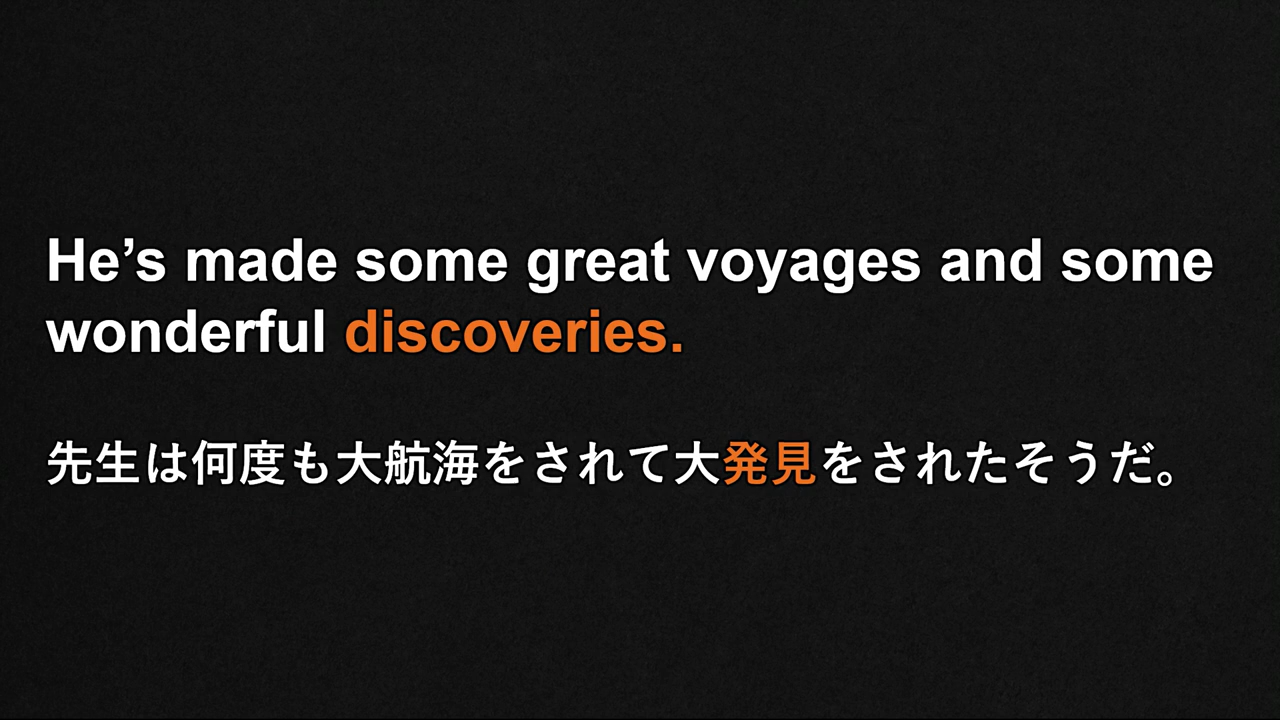 He’s made some great voyages and some
wonderful discoveries.
先生は何度も大航海をされて大発見をされたそうだ。